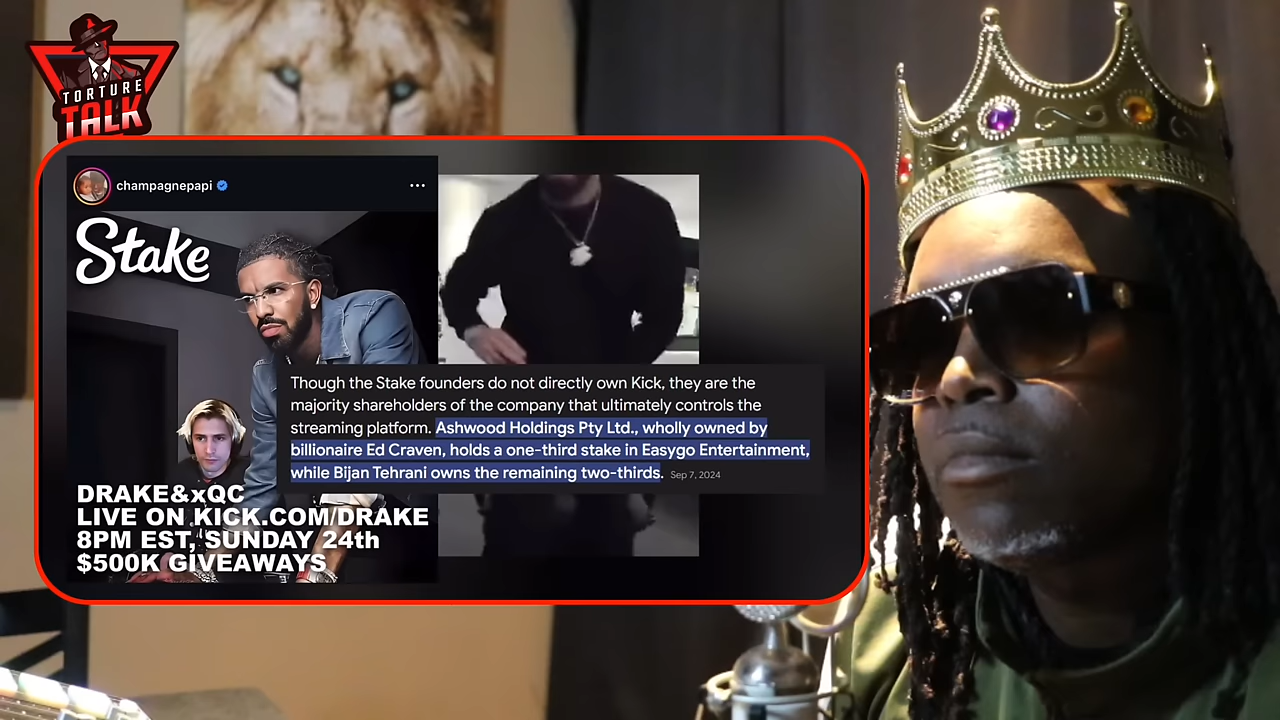 TORTURE
TALK
champagnepapi
Stake
DRAKE&xQC
LIVE ON KICK.COM/DRAKE
8PM EST, SUNDAY 24th
$500K GIVEAWAYS
Though the Stake founders do not directly own Kick, they are the
majority shareholders of the company that ultimately controls the
streaming platform. Ashwood Holdings Pty Ltd., wholly owned by
billionaire Ed Craven, holds a one-third stake in Easygo Entertainment,
while Bijan Tehrani owns the remaining two-thirds. Sep 7, 2024